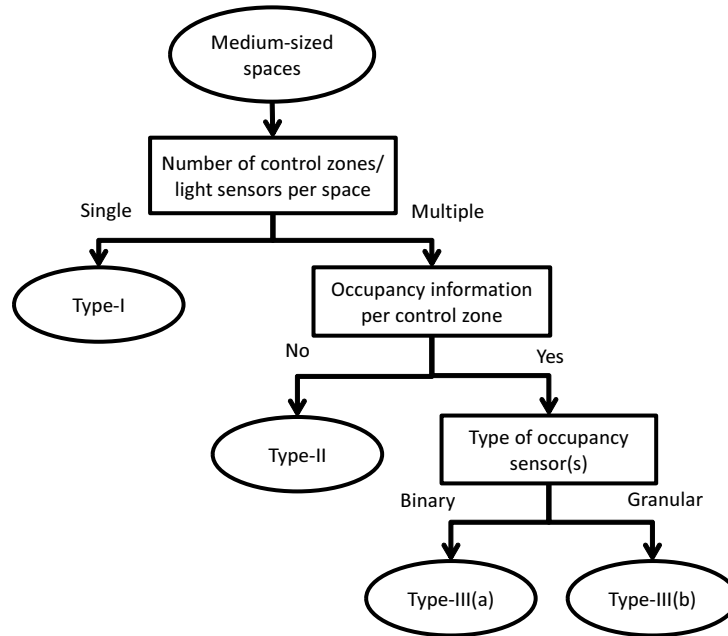 Medium-sized
spaces
Number of control zones/
light sensors per space
Single
Multiple
Type-I
Occupancy information
per control zone
No
Yes
Type-II
Type of occupancy
sensor(s)
Binary
Granular
Type-III(a)
Type-III(b)